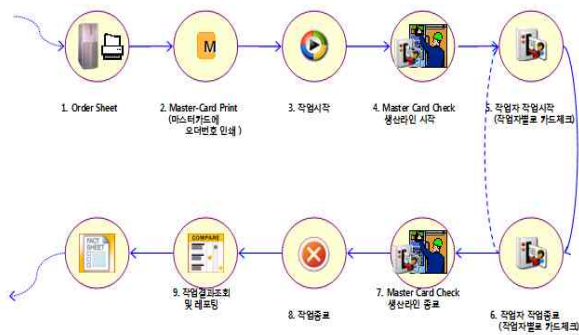 M
1. Order Sheet
2. Master-Card Print
(마스터카드에
오더번호 인쇄 )
3. 작업시작
4. Master Card Check
생산라인 시작
5. 작업자 작업시작
(작업자별로 카드체크)
FACT
SHEET
COMPARE
9. 작업결과조회
및 레포팅
8. 작업종료
7. Master Card Check
생산라인 종료
6. 작업자 작업종료
(작업자별로 카드체크)